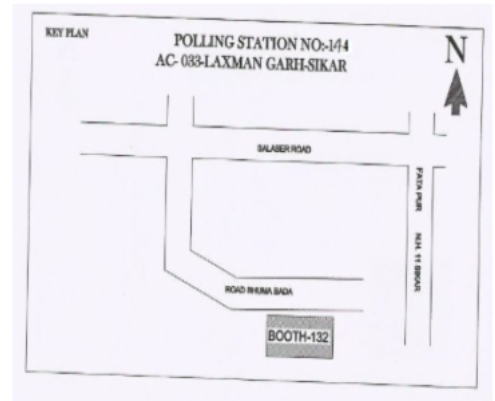 KEY PLAN
POLLING STATION NO:-144
AC- 033-LAXMAN GARH-SIKAR
N
SALASER ROAD
FATA PUR N.H. 11 SIKAR
ROAD BHUMA BADA
BOOTH-132